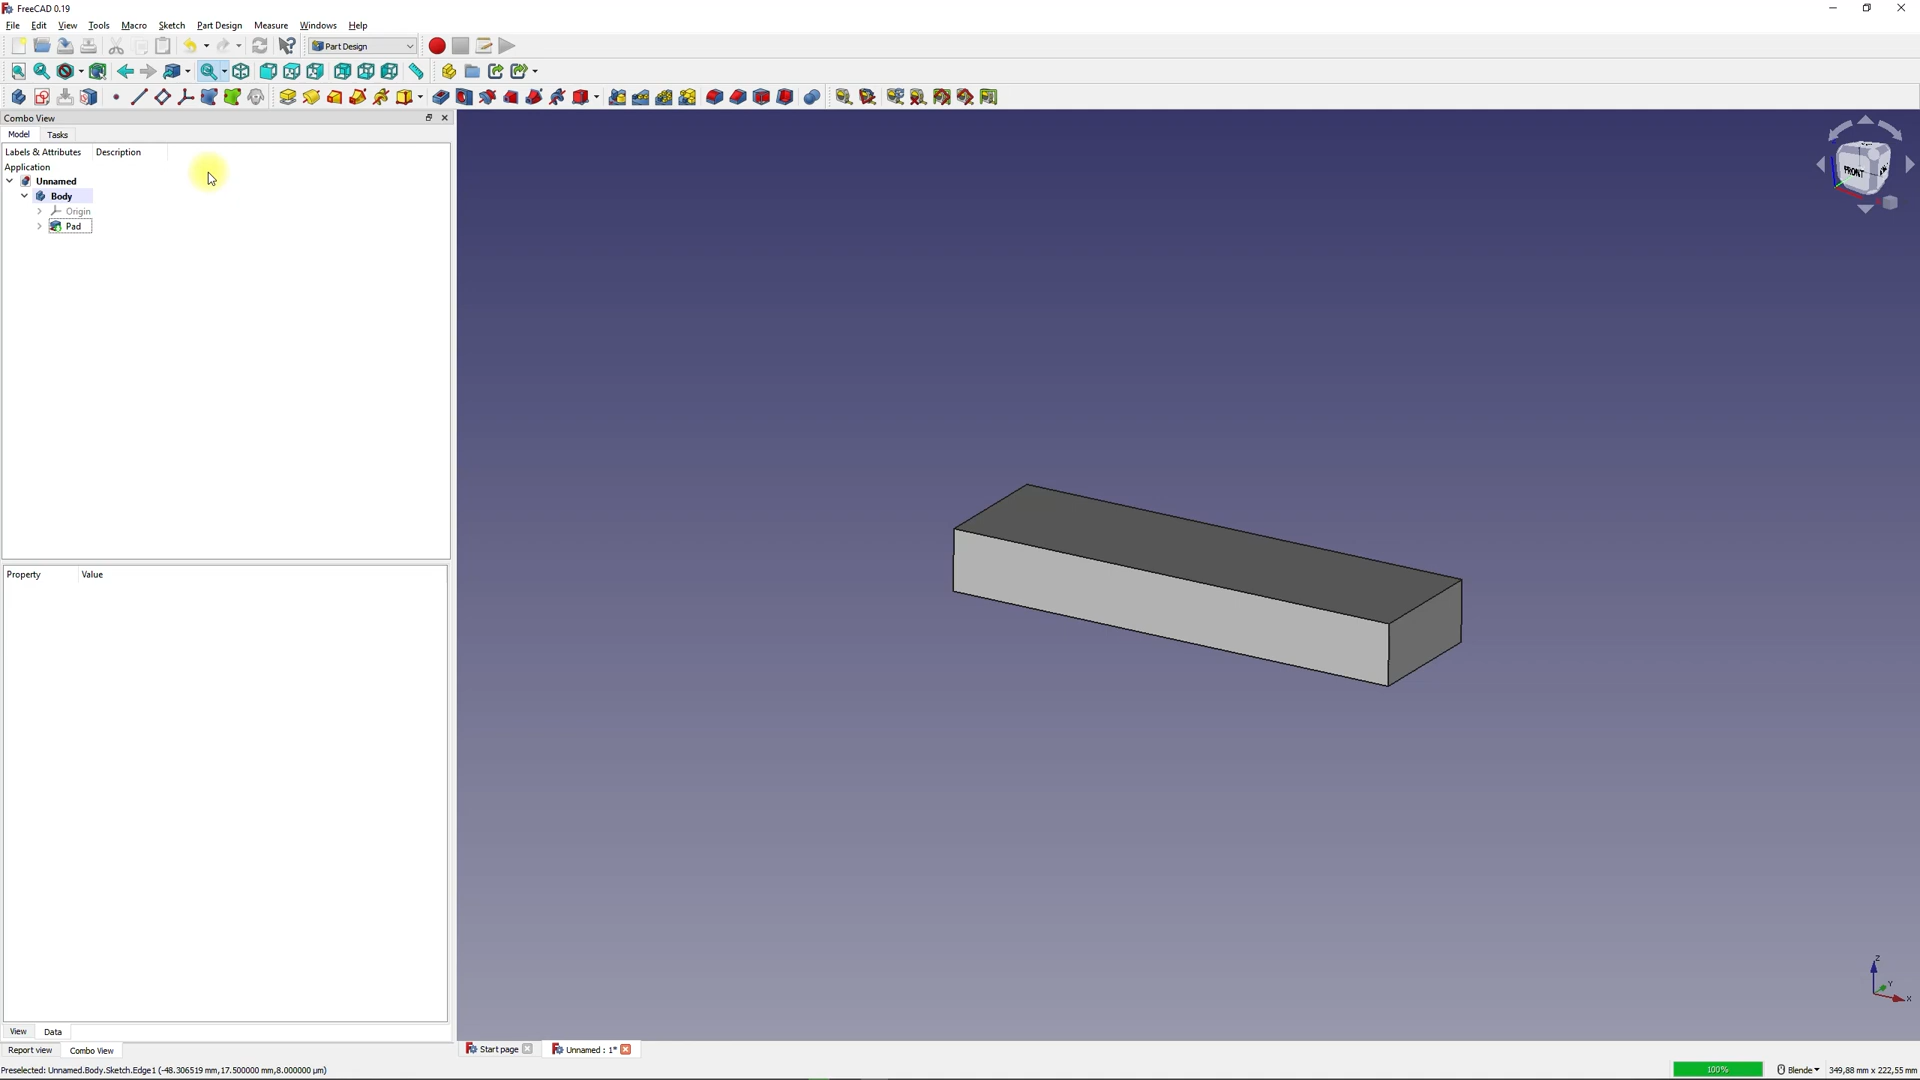 FreeCAD 0.19
File Edit View Tools Macro Sketch Part Design Measure Windows Help
Part Design
Combo View
Model Tasks
Labels & Attributes Description
Application
Unnamed
Body
Origin
Pad
FRONT
Property Value
Z
Y
X
View Data
Report view Combo View
Start page Unnamed : 1*
Preselected: Unnamed.Body.Sketch.Edge1 (-48.306519 mm,17.500000 mm,8.000000 µm)
100% Blende 349,88 mm x 222,55 mm